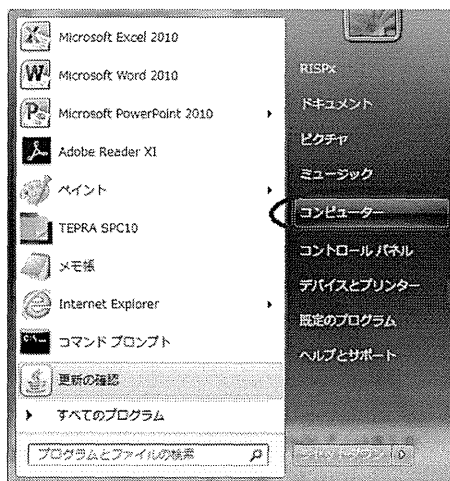 Microsoft Excel 2010
Microsoft Word 2010
Microsoft PowerPoint 2010
Adobe Reader XI
ペイント
TEPRA SPC10
メモ帳
Internet Explorer
コマンド プロンプト
更新の確認
すべてのプログラム
プログラムとファイルの検索
RISPx
ドキュメント
ピクチャ
ミュージック
コンピューター
コントロール パネル
デバイスとプリンター
既定のプログラム
ヘルプとサポート